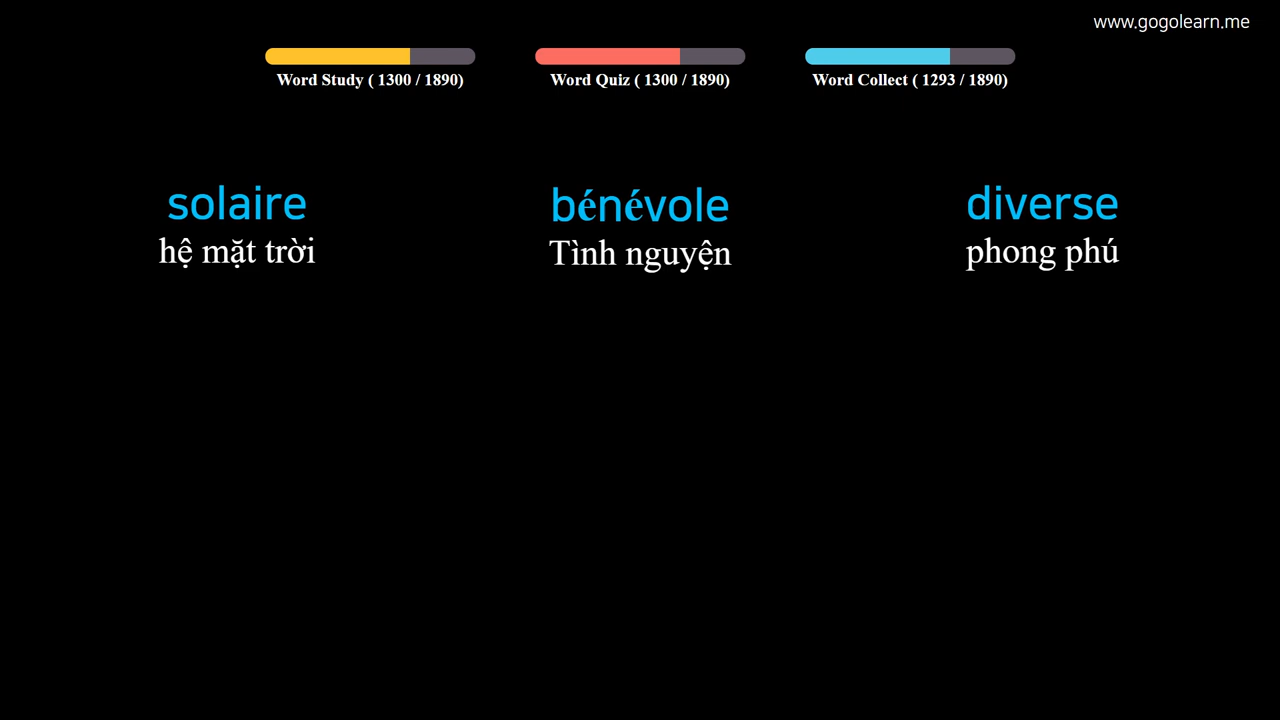 www.gogolearn.me
Word Study ( 1300 / 1890)
Word Quiz ( 1300 / 1890)
Word Collect ( 1293 / 1890)
solaire
hệ mặt trời
bénévole
Tình nguyện
diverse
phong phú